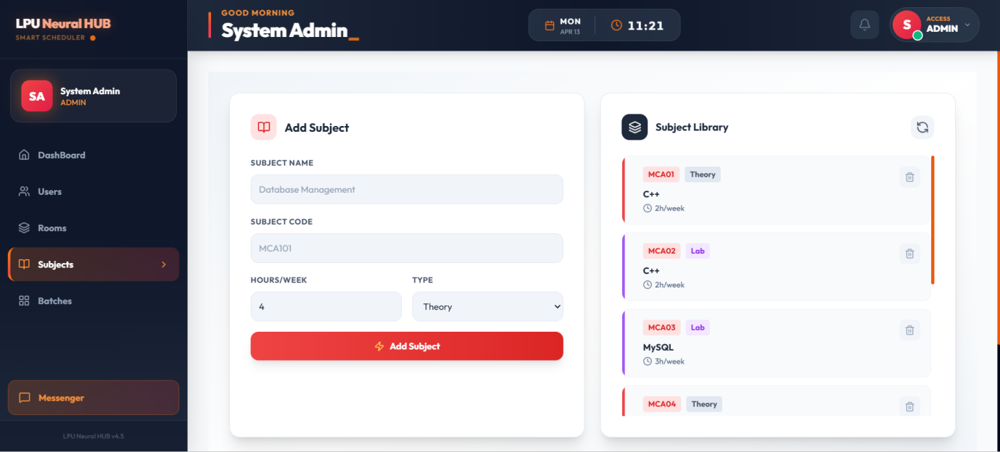 LPU Neural HUB
SMART SCHEDULER
SA
System Admin
ADMIN
DashBoard
Users
Rooms
Subjects
Batches
Messenger
LPU Neural HUB v4.5
GOOD MORNING
System Admin_
MON
APR 13
11:21
S
ACCESS
ADMIN
Add Subject
SUBJECT NAME
Database Management
SUBJECT CODE
MCA101
HOURS/WEEK
TYPE
4
Theory
Add Subject
Subject Library
MCA01 Theory
C++
2h/week
MCA02 Lab
C++
2h/week
MCA03 Lab
MySQL
3h/week
MCA04 Theory